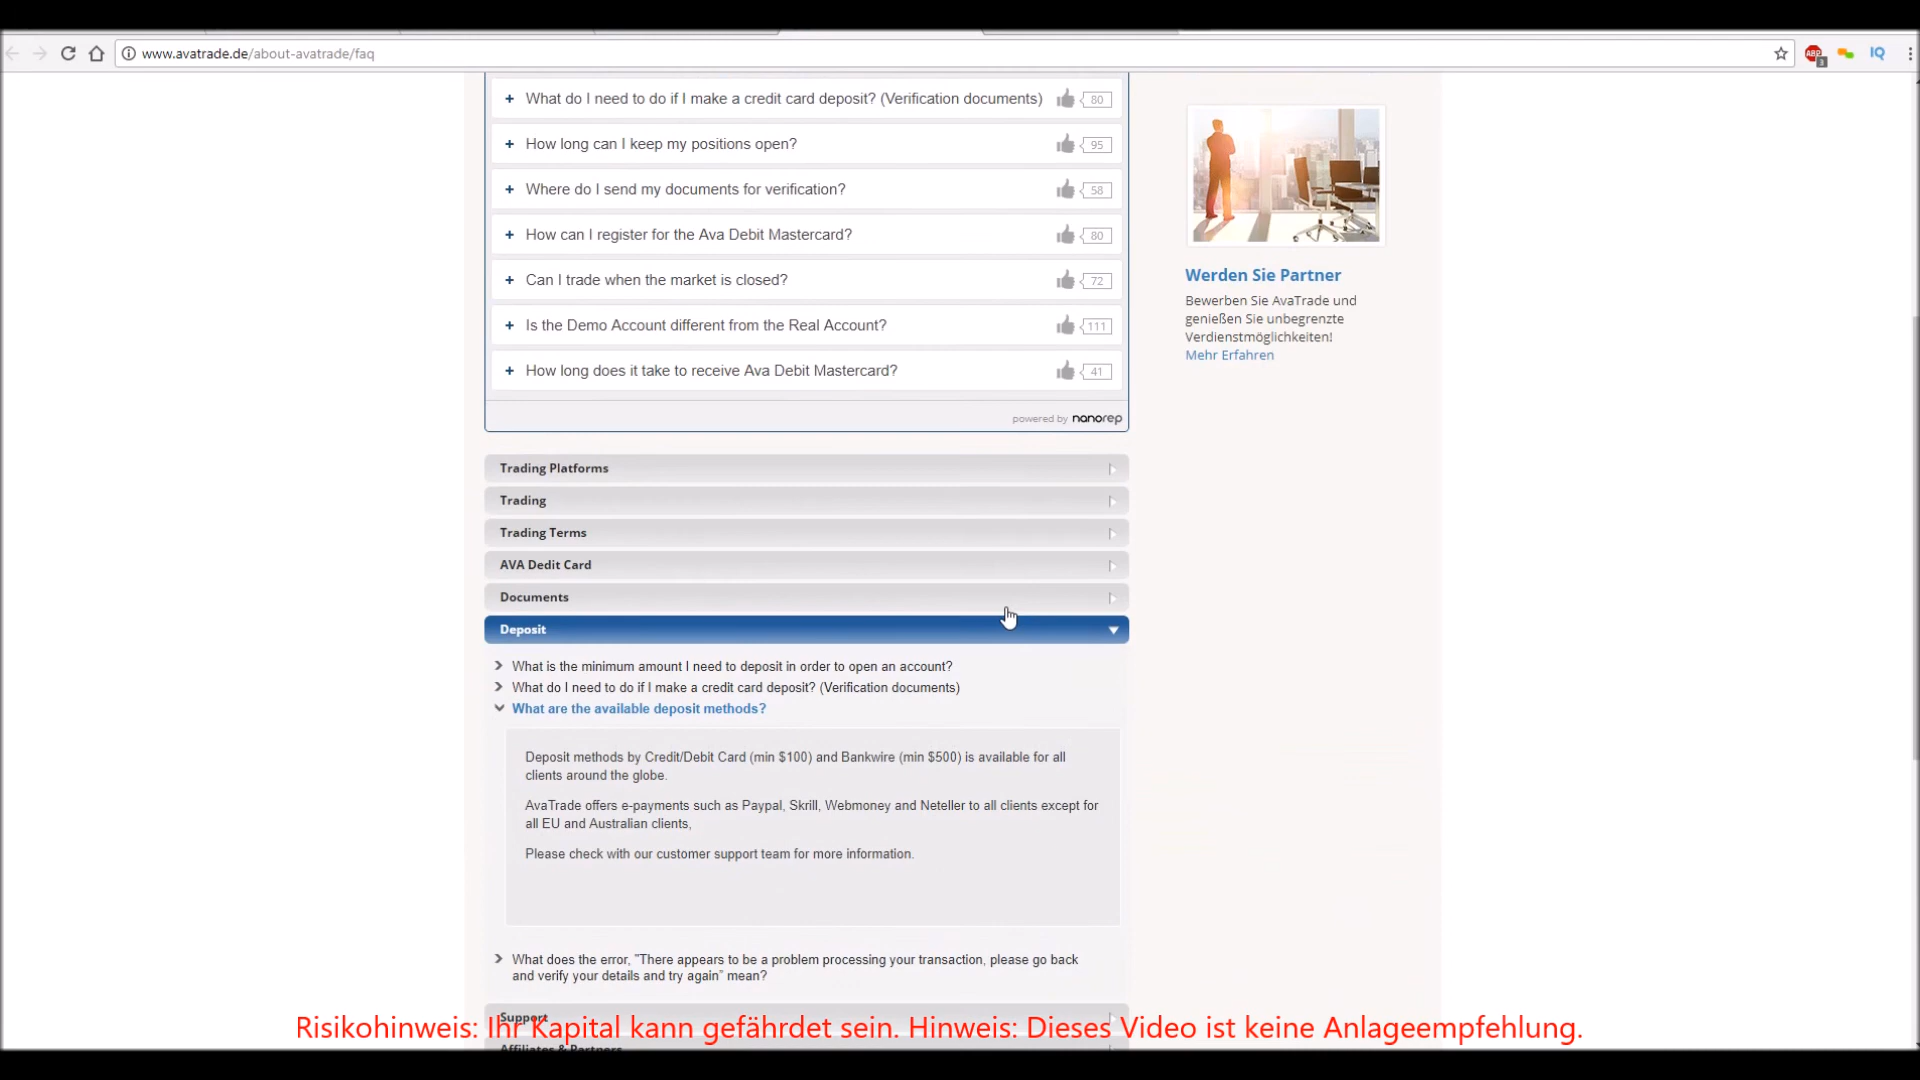 www.avatrade.de/about-avatrade/faq
ABP
3
IQ
+ What do I need to do if I make a credit card deposit? (Verification documents) 80
+ How long can I keep my positions open? 95
+ Where do I send my documents for verification? 58
+ How can I register for the Ava Debit Mastercard? 80
+ Can I trade when the market is closed? 72
+ Is the Demo Account different from the Real Account? 111
+ How long does it take to receive Ava Debit Mastercard? 41
powered by nanorep
Werden Sie Partner
Bewerben Sie AvaTrade und
genießen Sie unbegrenzte
Verdienstmöglichkeiten!
Mehr Erfahren
Trading Platforms
Trading
Trading Terms
AVA Dedit Card
Documents
Deposit
What is the minimum amount I need to deposit in order to open an account?
What do I need to do if I make a credit card deposit? (Verification documents)
What are the available deposit methods?
Deposit methods by Credit/Debit Card (min $100) and Bankwire (min $500) is available for all
clients around the globe.
AvaTrade offers e-payments such as Paypal, Skrill, Webmoney and Neteller to all clients except for
all EU and Australian clients,
Please check with our customer support team for more information.
What does the error, "There appears to be a problem processing your transaction, please go back
and verify your details and try again" mean?
Support
Risikohinweis: Ihr Kapital kann gefährdet sein. Hinweis: Dieses Video ist keine Anlageempfehlung.
Affiliates & Partners